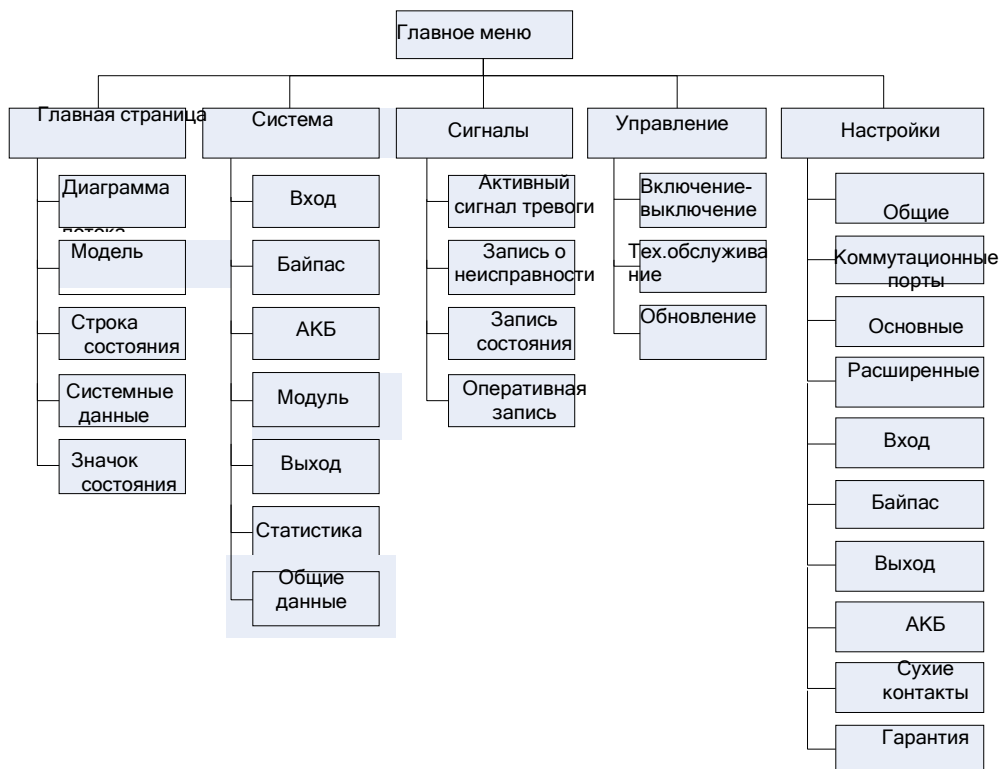 Главное меню
Главная страница
Диаграмма
потока
Модель
Строка
состояния
Системные
данные
Значок
состояния
Система
Вход
Байпас
АКБ
Модуль
Выход
Статистика
Общие
данные
Сигналы
Активный
сигнал тревоги
Запись о
неисправности
Запись
состояния
Оперативная
запись
Управление
Включение-
выключение
Тех.обслужива
ние
Обновление
Настройки
Общие
Коммутационные
порты
Основные
Расширенные
Вход
Байпас
Выход
АКБ
Сухие
контакты
Гарантия